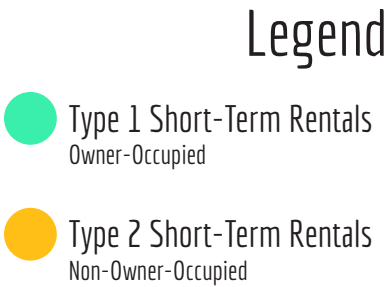 Legend
Type 1 Short-Term Rentals
Owner-Occupied
Type 2 Short-Term Rentals
Non-Owner-Occupied